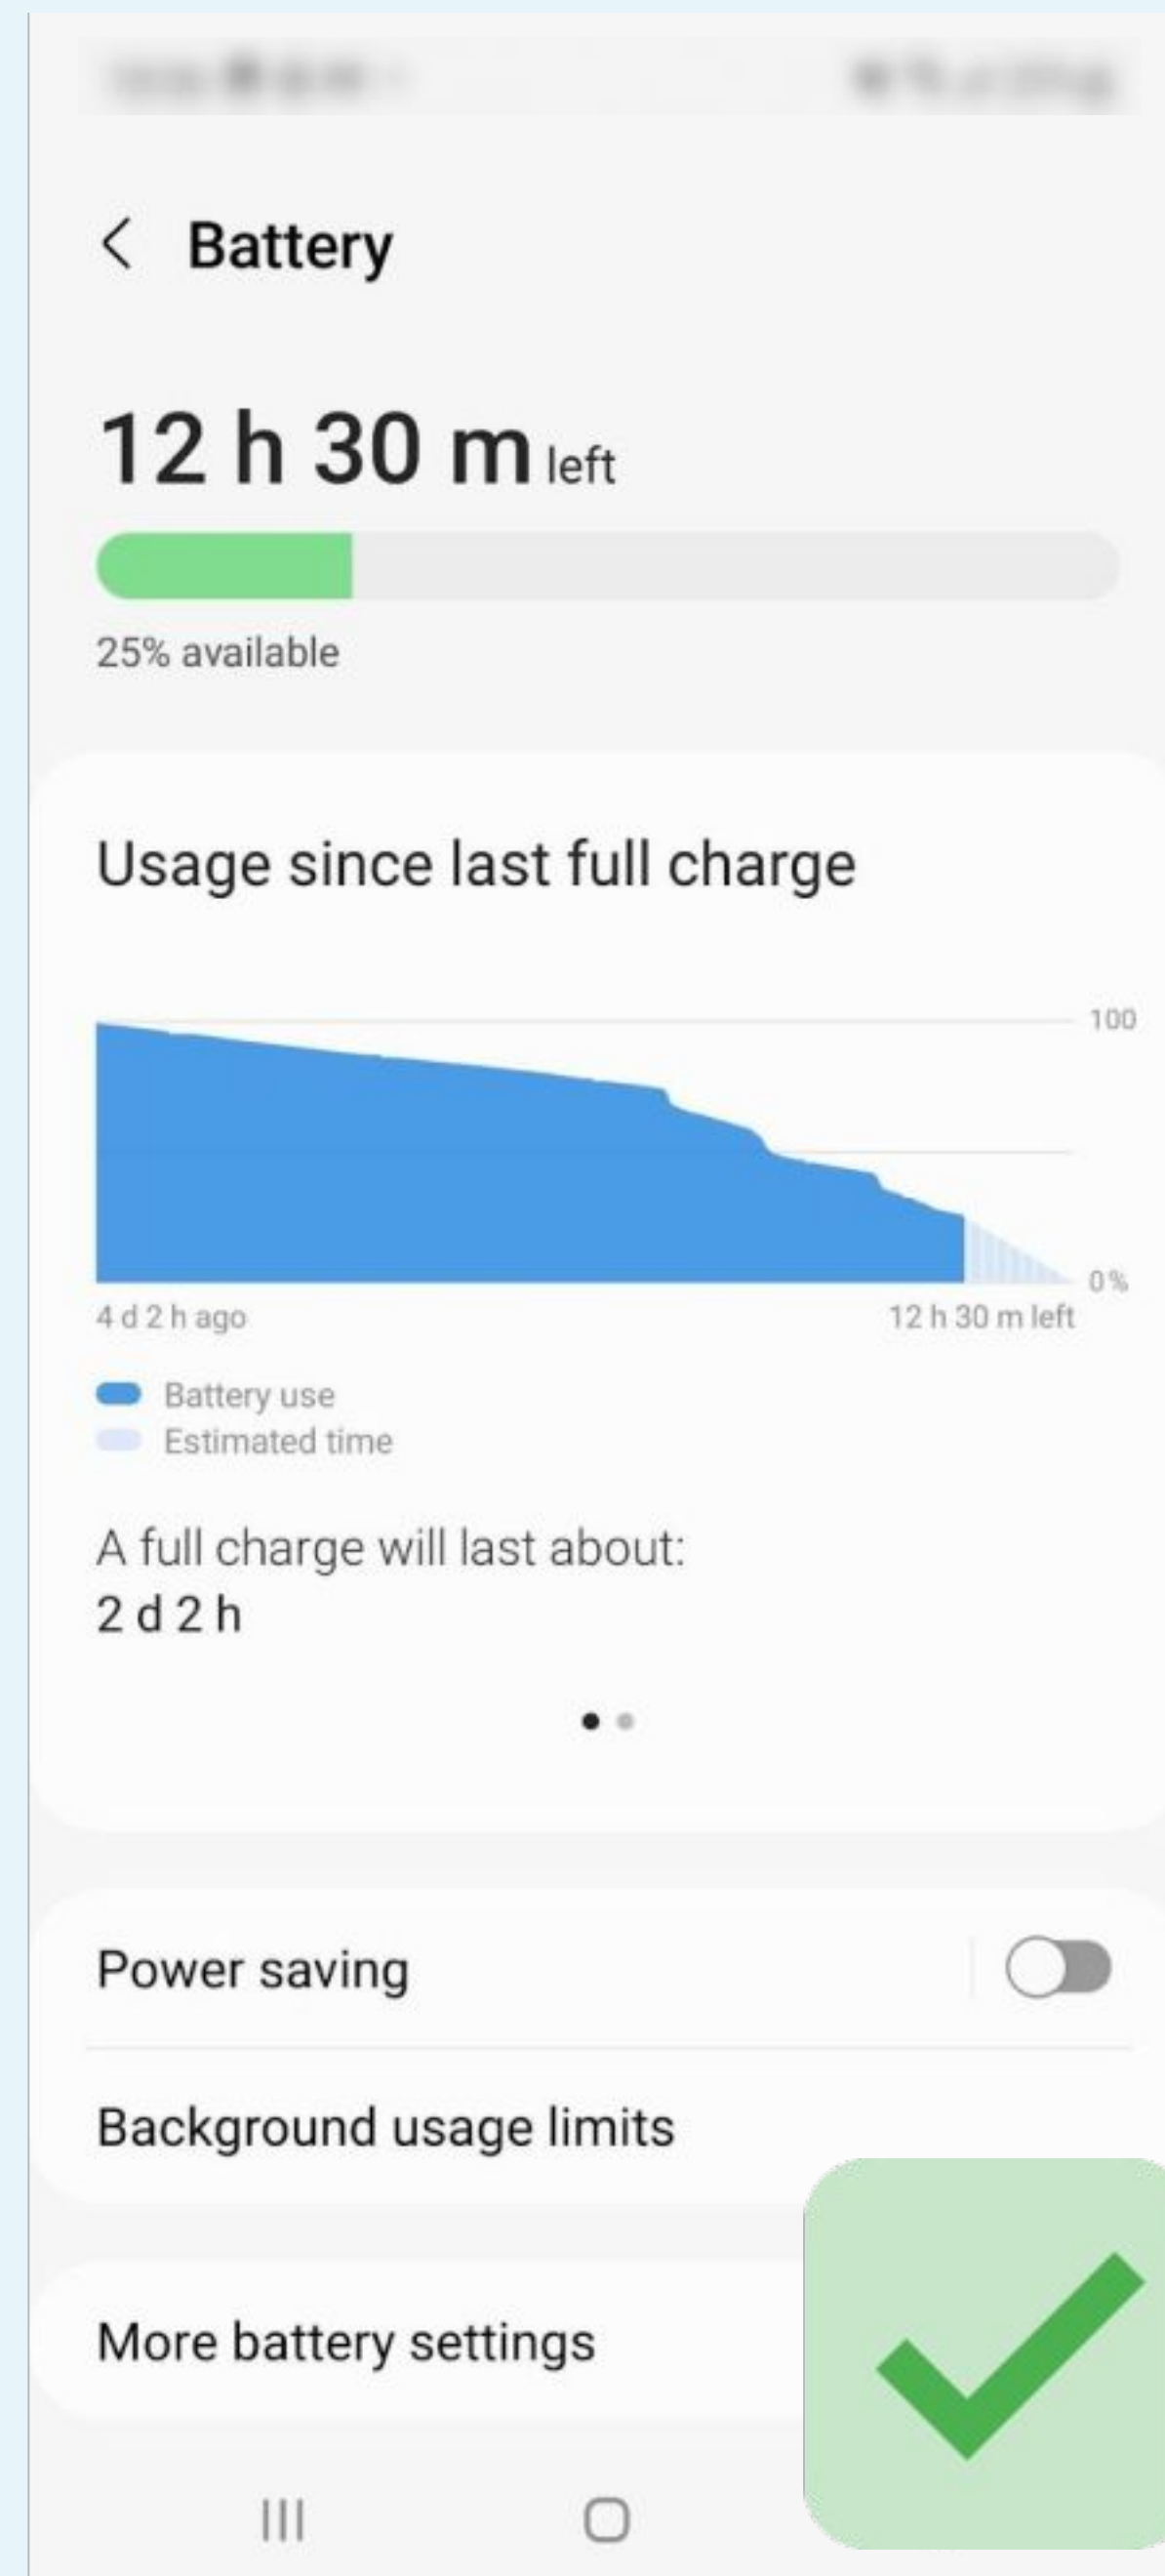 Battery
12 h 30 m left
25% available
Usage since last full charge
100
0%
4 d 2 h ago
12 h 30 m left
Battery use
Estimated time
A full charge will last about:
2 d 2 h
Power saving
Background usage limits
More battery settings